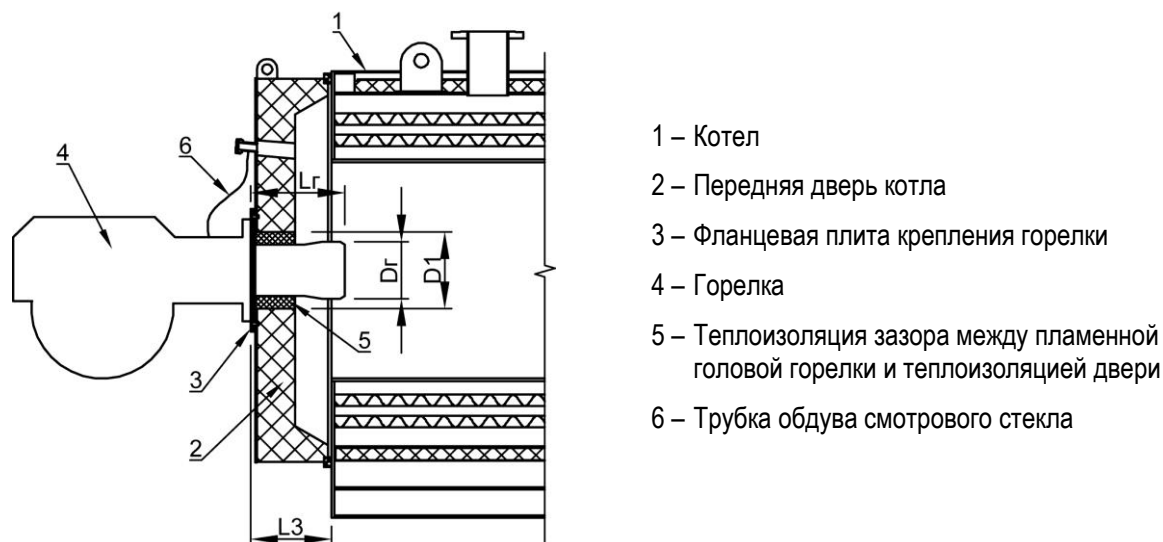 1
4
6
Lг
Dг
D1
5
3
2
L3
1 – Котел
2 – Передняя дверь котла
3 – Фланцевая плита крепления горелки
4 – Горелка
5 – Теплоизоляция зазора между пламенной
головой горелки и теплоизоляцией двери
6 – Трубка обдува смотрового стекла